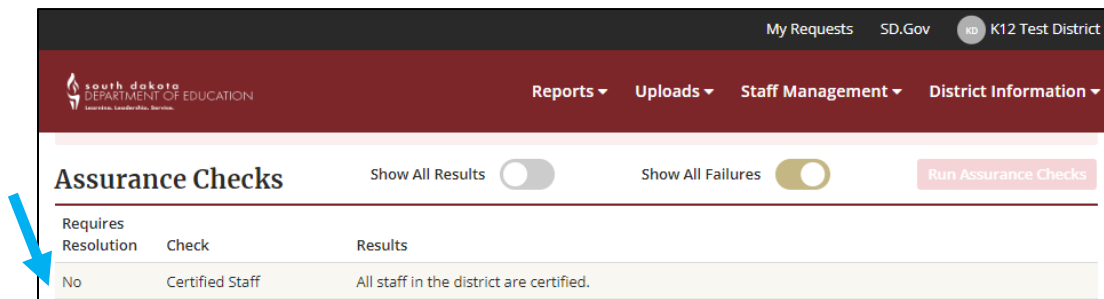 My Requests SD.Gov KD K12 Test District
south dakota
DEPARTMENT OF EDUCATION
Learning. Leadership. Service.
Reports Uploads Staff Management District Information
Assurance Checks Show All Results Show All Failures Run Assurance Checks
Requires
Resolution Check Results
No Certified Staff All staff in the district are certified.